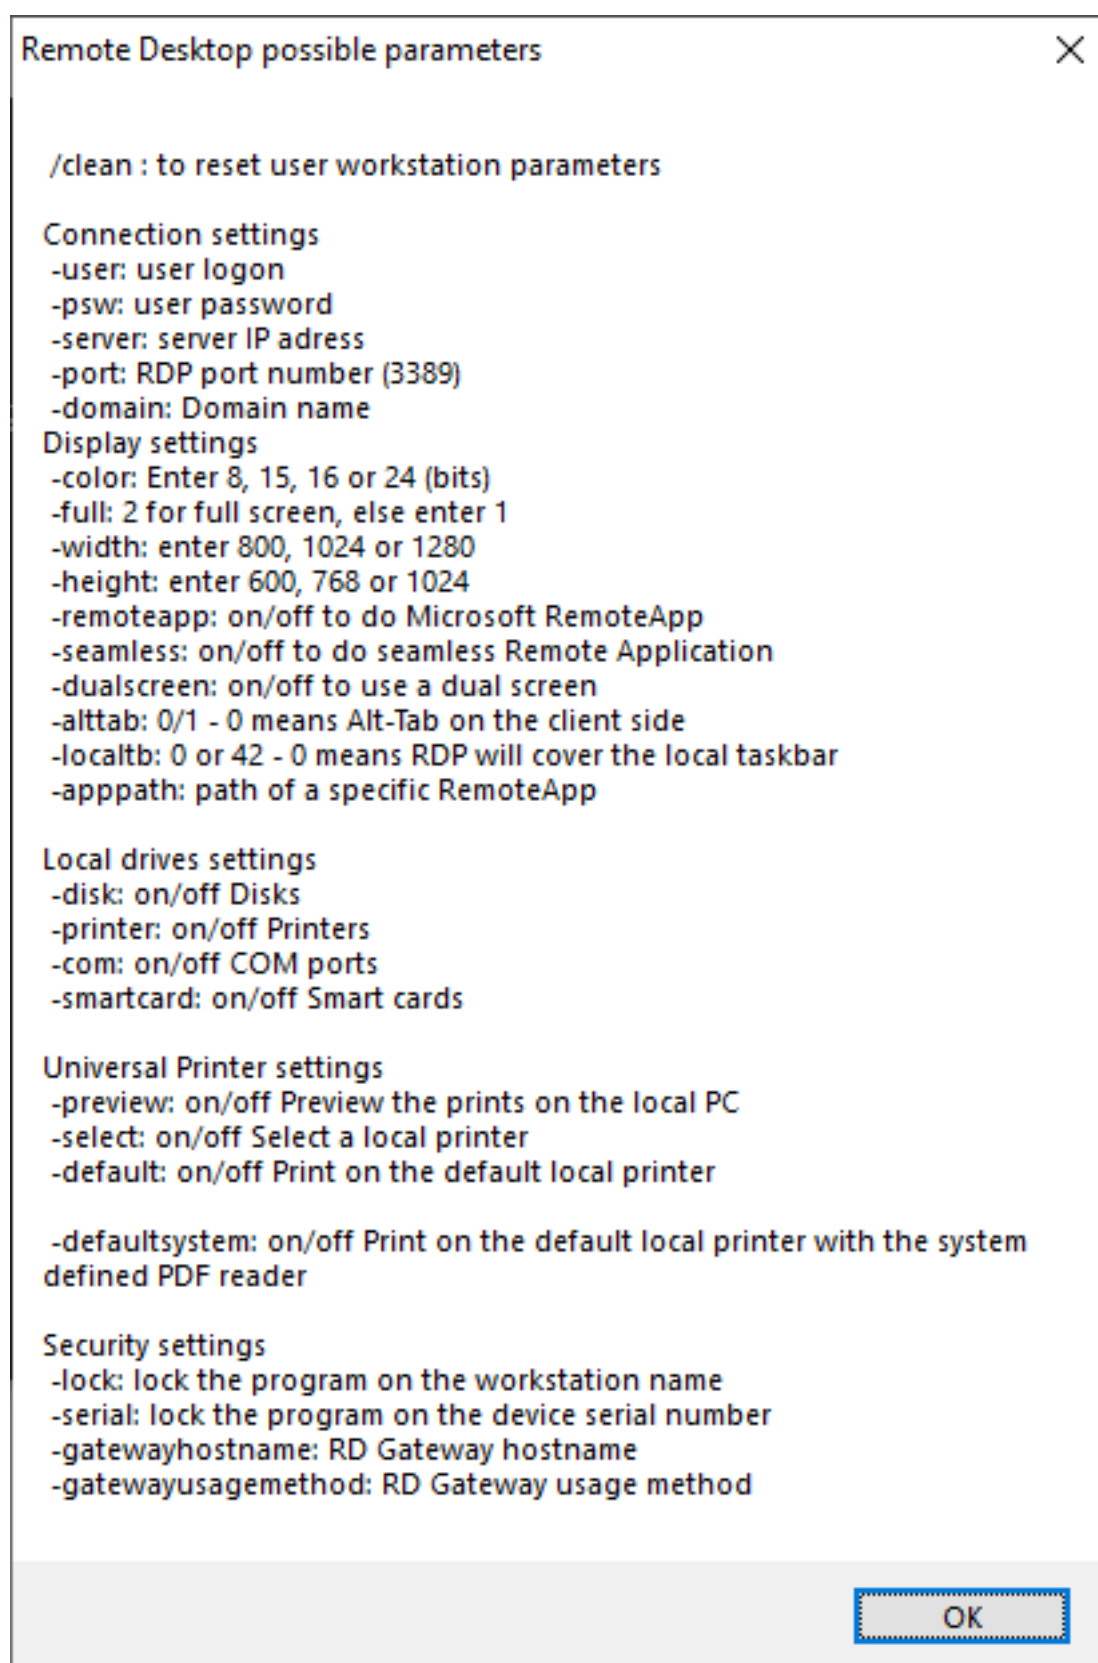 Remote Desktop possible parameters
/clean : to reset user workstation parameters
Connection settings
-user: user logon
-psw: user password
-server: server IP adress
-port: RDP port number (3389)
-domain: Domain name
Display settings
-color: Enter 8, 15, 16 or 24 (bits)
-full: 2 for full screen, else enter 1
-width: enter 800, 1024 or 1280
-height: enter 600, 768 or 1024
-remoteapp: on/off to do Microsoft RemoteApp
-seamless: on/off to do seamless Remote Application
-dualscreen: on/off to use a dual screen
-alttab: 0/1 - 0 means Alt-Tab on the client side
-localtb: 0 or 42 - 0 means RDP will cover the local taskbar
-apppath: path of a specific RemoteApp
Local drives settings
-disk: on/off Disks
-printer: on/off Printers
-com: on/off COM ports
-smartcard: on/off Smart cards
Universal Printer settings
-preview: on/off Preview the prints on the local PC
-select: on/off Select a local printer
-default: on/off Print on the default local printer
-defaultsystem: on/off Print on the default local printer with the system
defined PDF reader
Security settings
-lock: lock the program on the workstation name
-serial: lock the program on the device serial number
-gatewayhostname: RD Gateway hostname
-gatewayusagemethod: RD Gateway usage method
OK